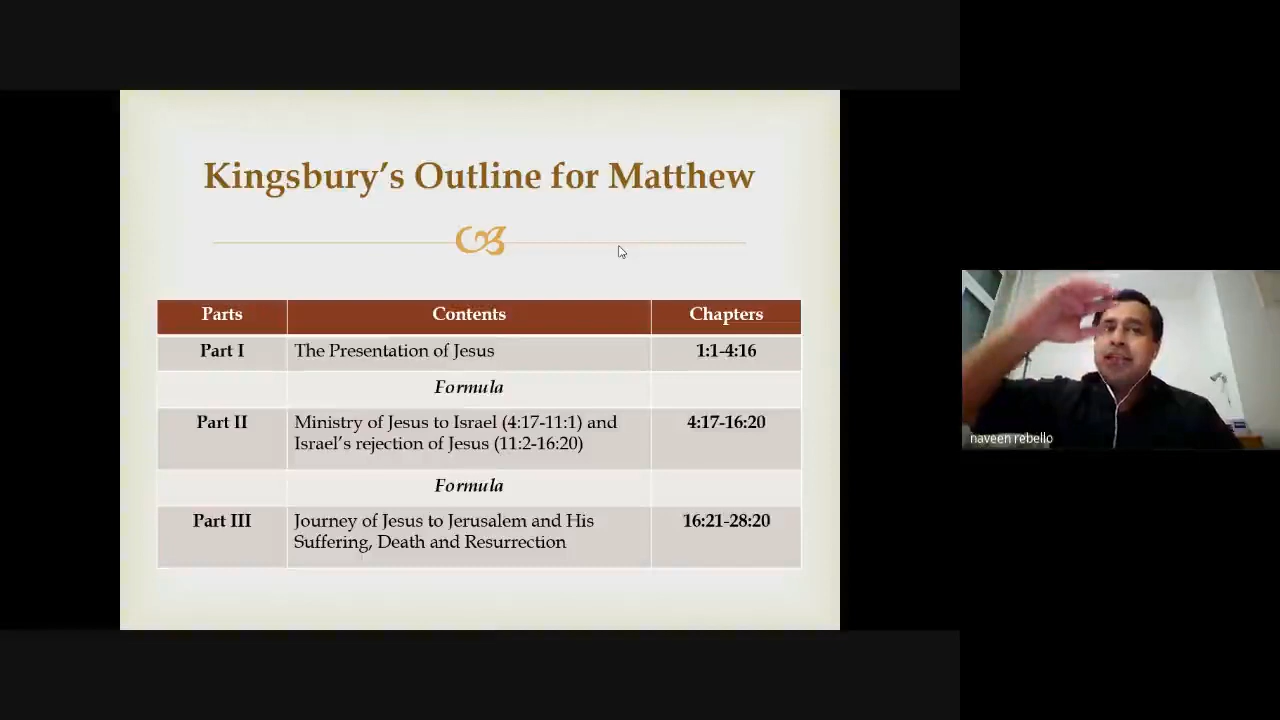 Kingsbury’s Outline for Matthew
Parts Contents Chapters
Part I The Presentation of Jesus 1:1-4:16
Formula
Part II Ministry of Jesus to Israel (4:17-11:1) and 4:17-16:20
Israel’s rejection of Jesus (11:2-16:20)
Formula
Part III Journey of Jesus to Jerusalem and His 16:21-28:20
Suffering, Death and Resurrection
naveen rebello